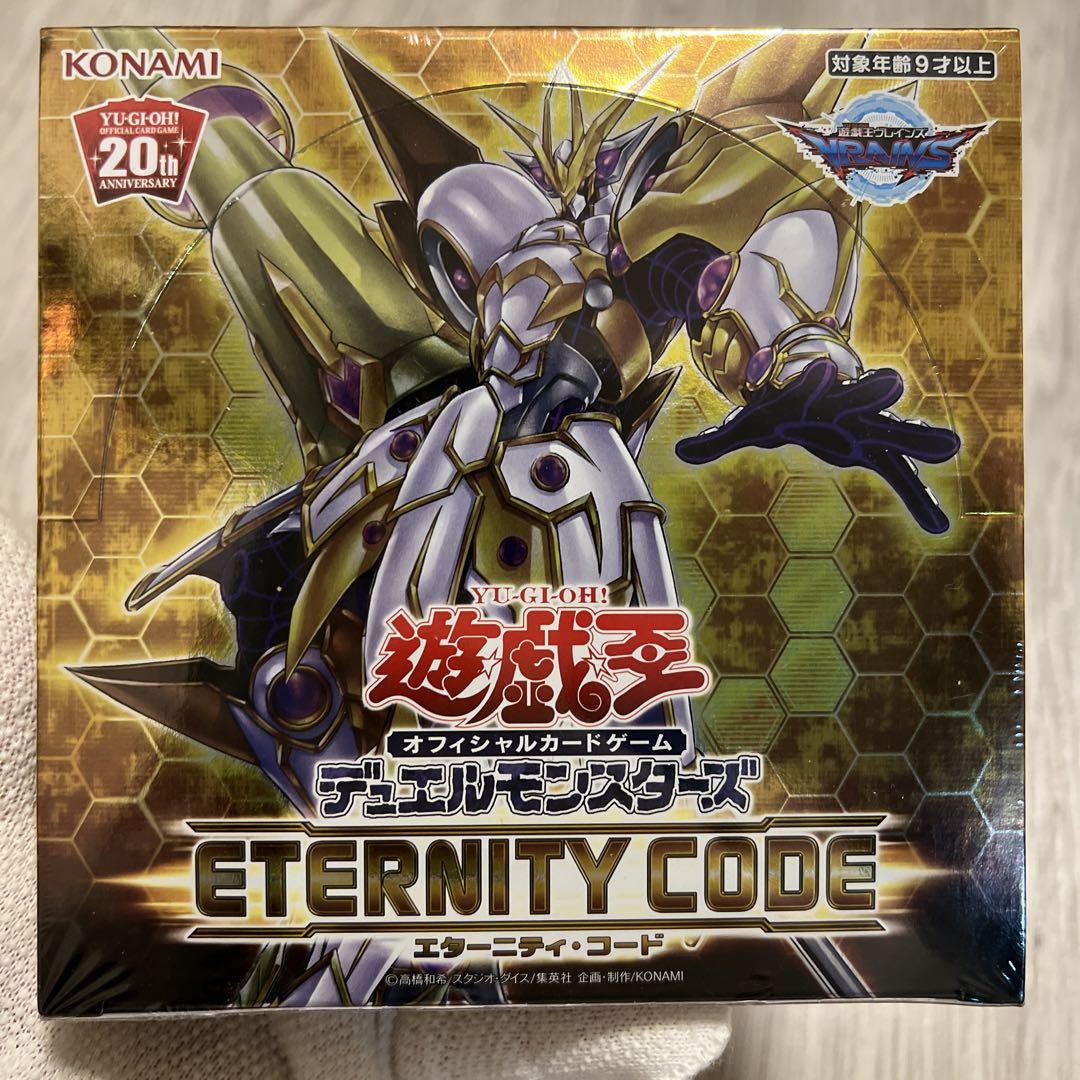 KONAMI
対象年齢9才以上
YU-GI-OH!
OFFICIAL CARD GAME
20th
ANNIVERSARY
遊戯王ヴレインズ
VRAINS
YU-GI-OH!
遊戯王
オフィシャルカードゲーム
デュエルモンスターズ
ETERNITY CODE
エターニティ・コード
©高橋和希/スタジオ・ダイス/集英社 企画・制作/KONAMI